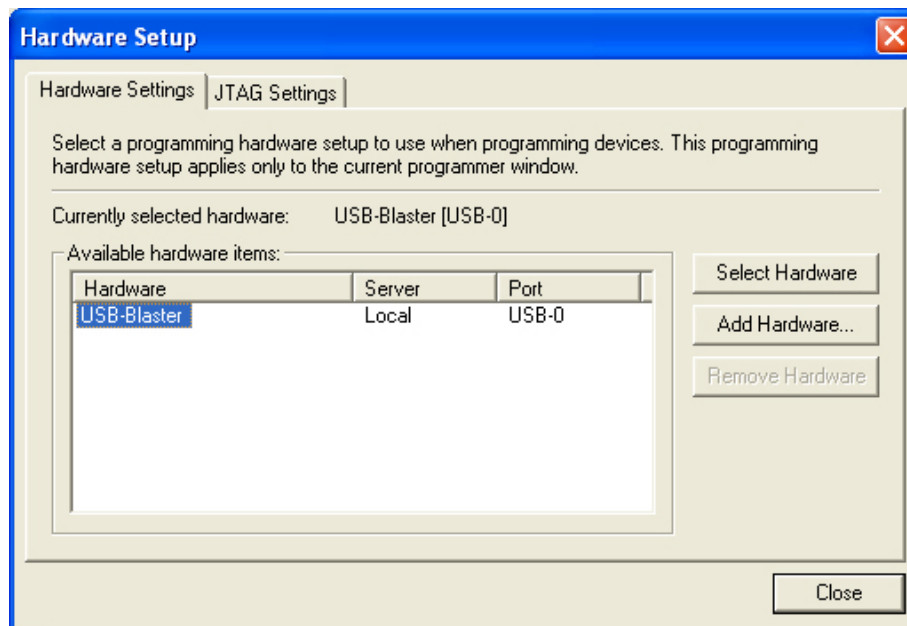 Hardware Setup
Hardware Settings JTAG Settings
Select a programming hardware setup to use when programming devices. This programming
hardware setup applies only to the current programmer window.
Currently selected hardware: USB-Blaster [USB-0]
Available hardware items:
Select Hardware
Hardware Server Port
USB-Blaster Local USB-0
Add Hardware...
Remove Hardware
Close